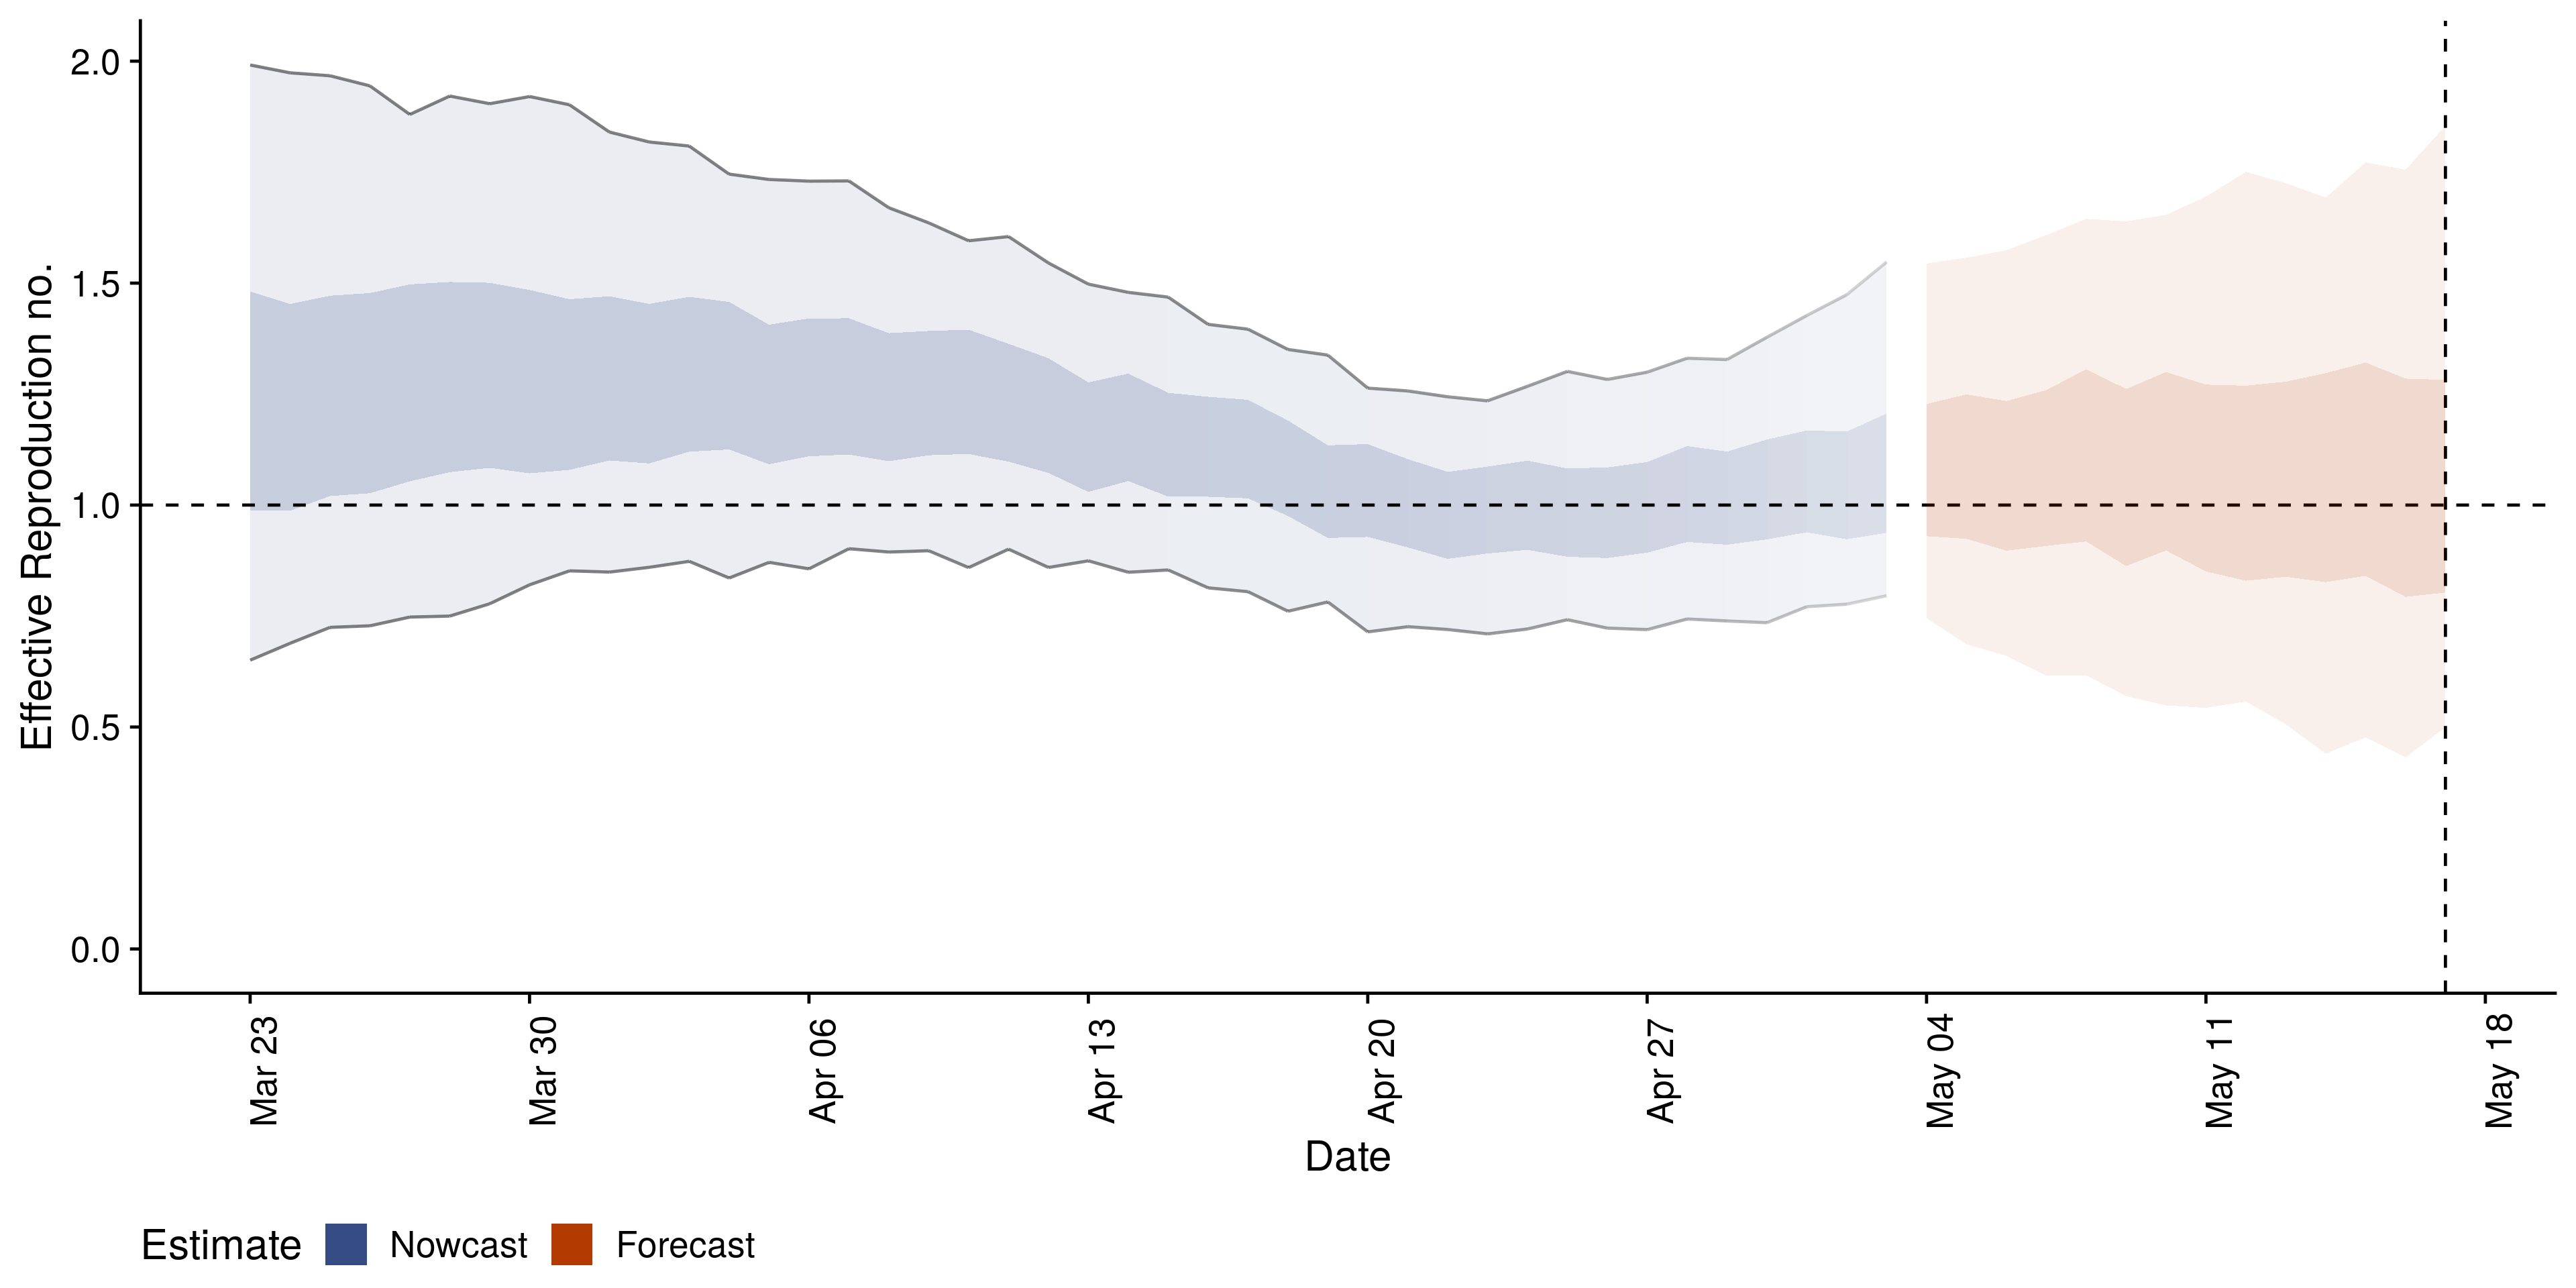 Effective Reproduction no.
2.0
1.5
1.0
0.5
0.0
Mar 23
Mar 30
Apr 06
Apr 13
Apr 20
Apr 27
May 04
May 11
May 18
Date
Estimate Nowcast Forecast